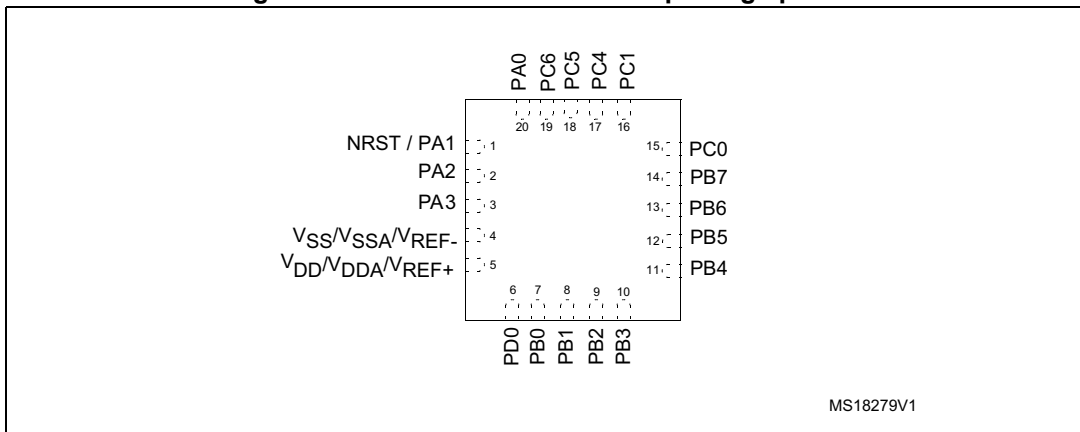 PA0 PC6 PC5 PC4 PC1
20 19 18 17 16
NRST / PA1 1
PA2 2
PA3 3
VSS/VSSA/VREF- 4
VDD/VDDA/VREF+ 5
15 PC0
14 PB7
13 PB6
12 PB5
11 PB4
6 7 8 9 10
PD0 PB0 PB1 PB2 PB3
MS18279V1